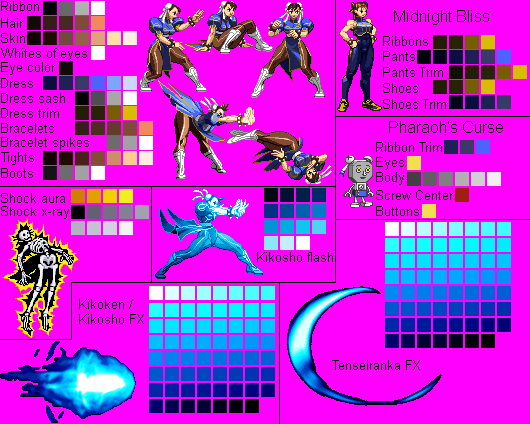 Ribbon
Hair
Skin
Whites of eyes
Eye color
Dress
Dress sash
Dress trim
Bracelets
Bracelet spikes
Tights
Boots
Midnight Bliss
Ribbons
Pants
Pants Trim
Shoes
Shoes Trim
Pharaoh's Curse
Ribbon Trim
Eyes
Body
Screw Center
Buttons
Shock aura
Shock x-ray
Kikosho flash
Kikoken /
Kikosho FX
Tenseiranka FX